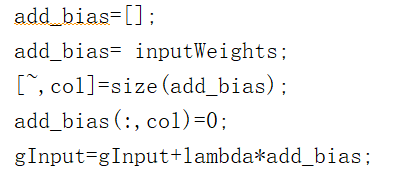 add_bias=[];
add_bias= inputWeights;
[~,col]=size(add_bias);
add_bias(:,col)=0;
gInput=gInput+lambda*add_bias;